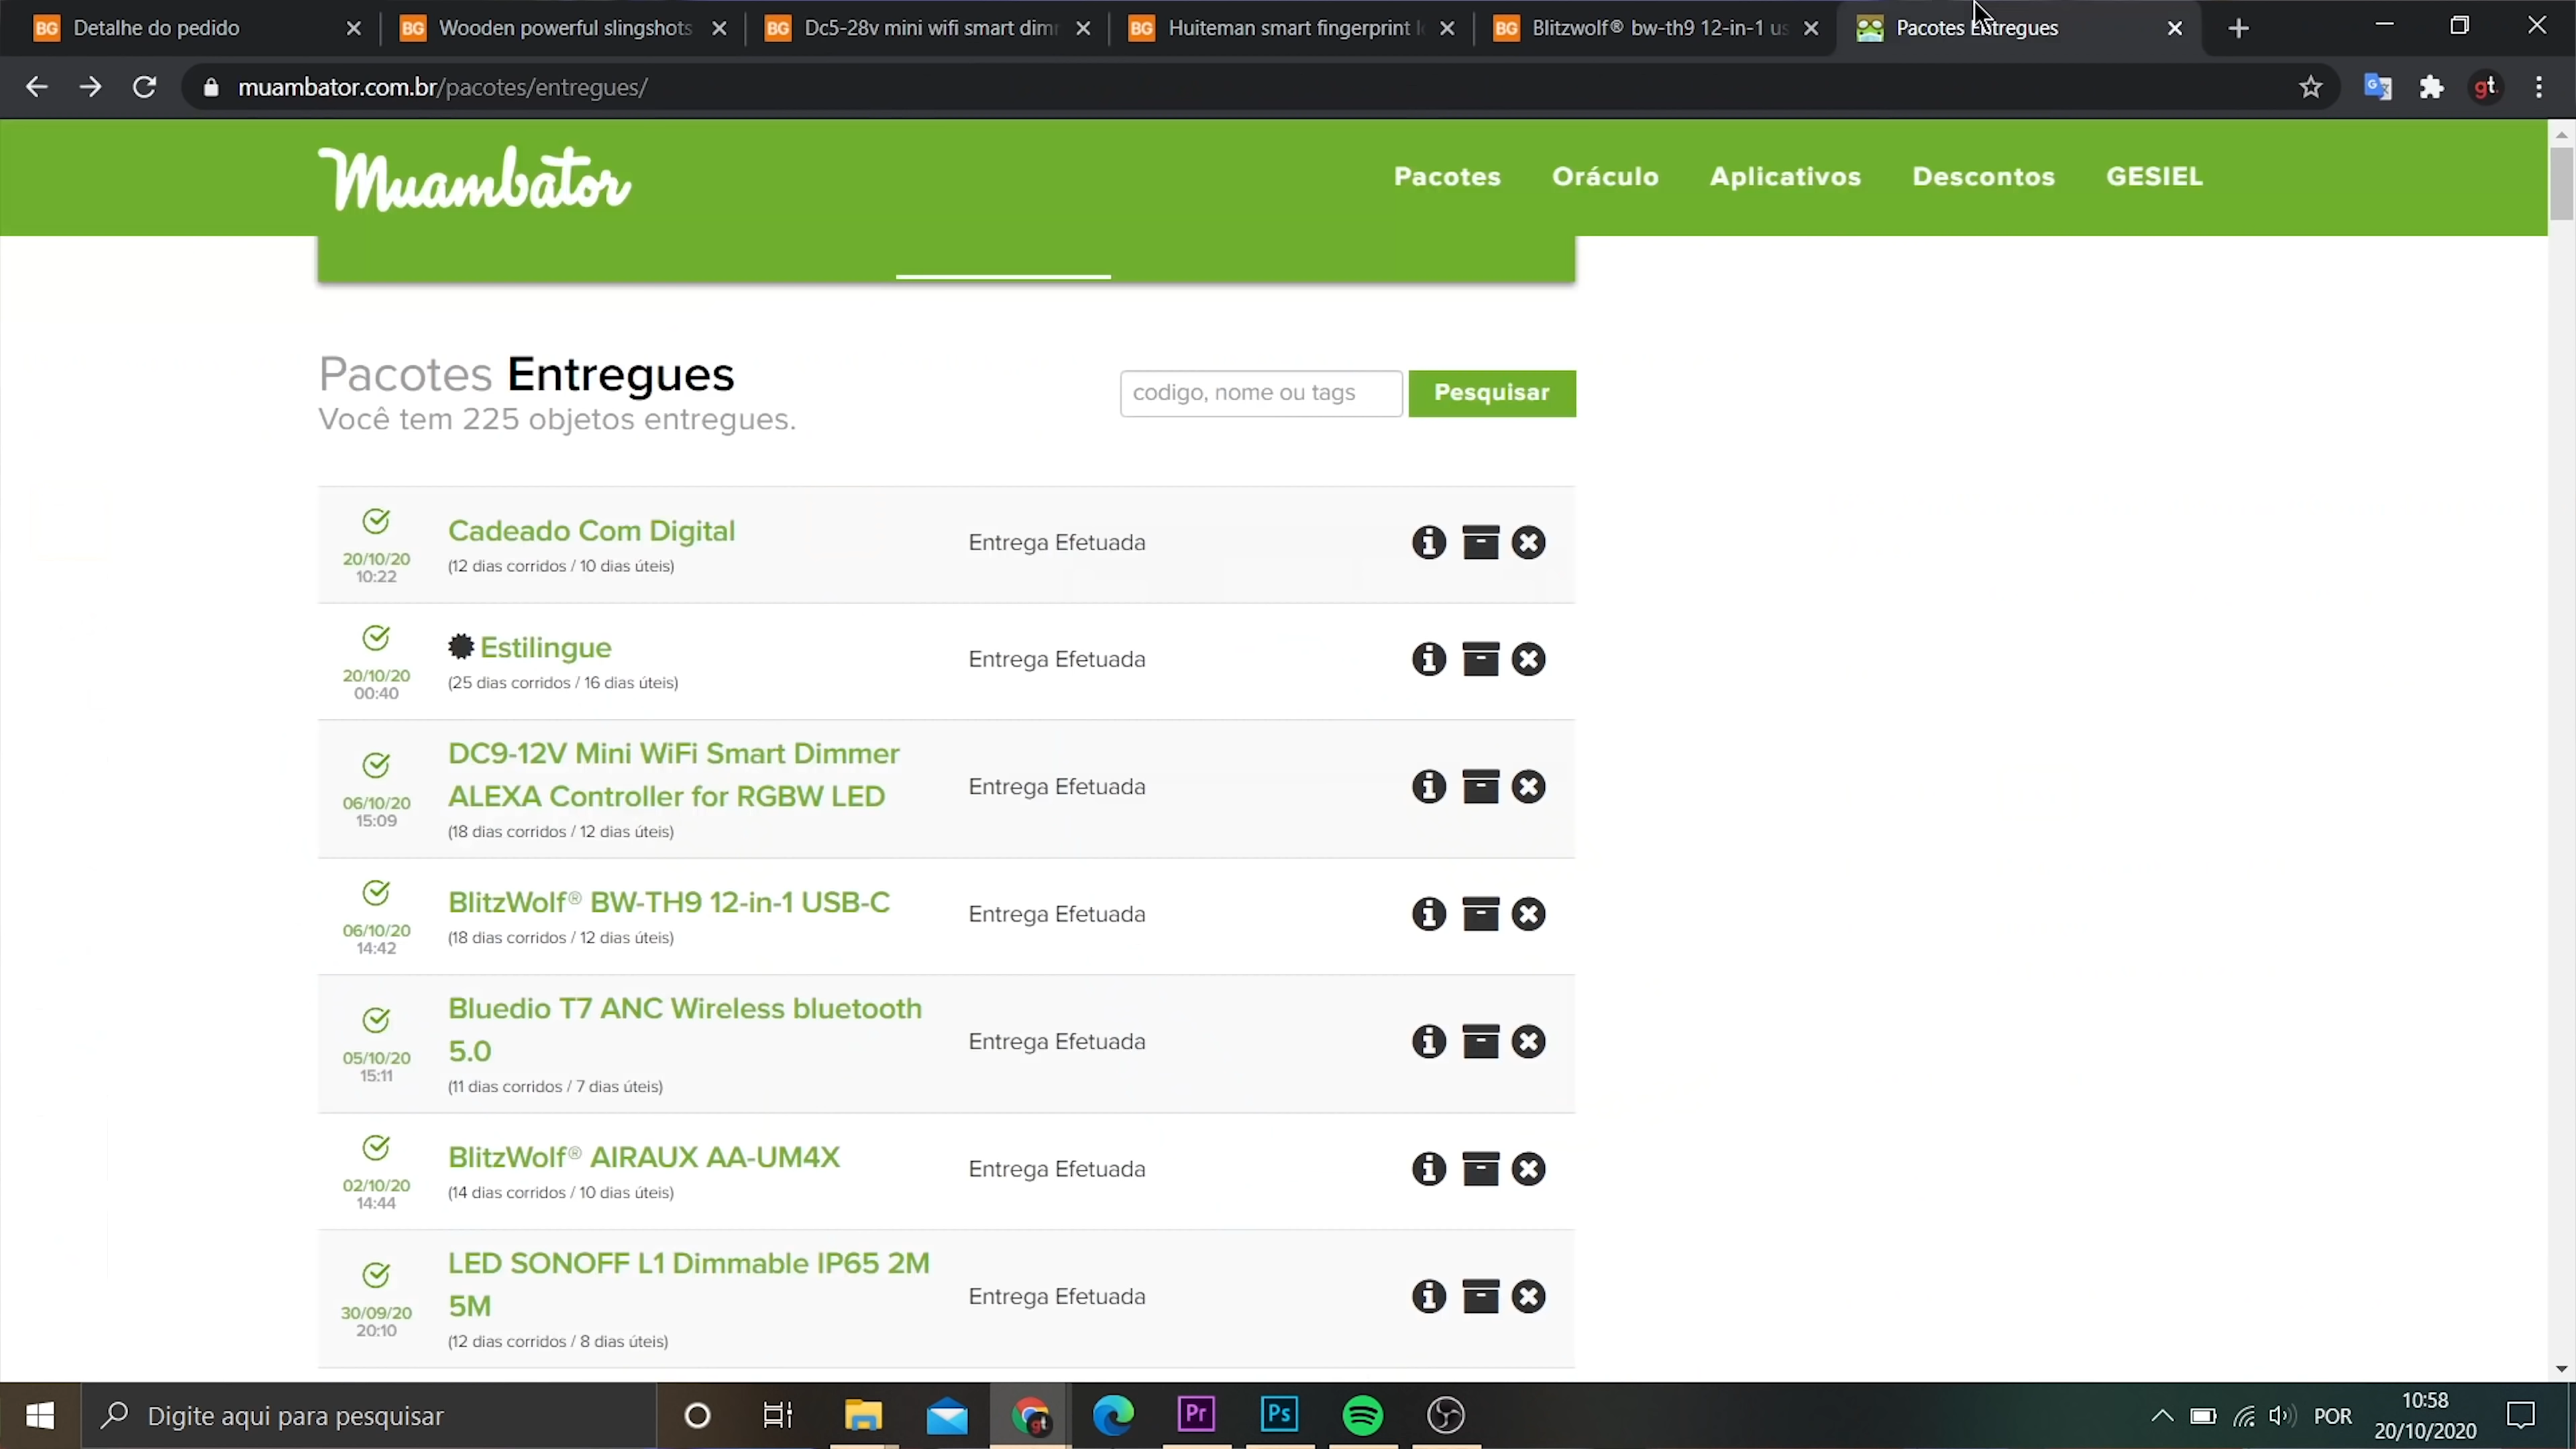 Detalhe do pedido
Wooden powerful slingshots
Dc5-28v mini wifi smart dim
Huiteman smart fingerprint
Blitzwolf® bw-th9 12-in-1 us
Pacotes Entregues
muambator.com.br/pacotes/entregues/
gt.
Muambator
Pacotes Oráculo Aplicativos Descontos GESIEL
Pacotes Entregues
Você tem 225 objetos entregues.
codigo, nome ou tags
Pesquisar
20/10/20
10:22
Cadeado Com Digital
(12 dias corridos / 10 dias úteis)
Entrega Efetuada
20/10/20
00:40
Estilingue
(25 dias corridos / 16 dias úteis)
Entrega Efetuada
06/10/20
15:09
DC9-12V Mini WiFi Smart Dimmer
ALEXA Controller for RGBW LED
(18 dias corridos / 12 dias úteis)
Entrega Efetuada
06/10/20
14:42
BlitzWolf® BW-TH9 12-in-1 USB-C
(18 dias corridos / 12 dias úteis)
Entrega Efetuada
05/10/20
15:11
Bluedio T7 ANC Wireless bluetooth
5.0
(11 dias corridos / 7 dias úteis)
Entrega Efetuada
02/10/20
14:44
BlitzWolf® AIRAUX AA-UM4X
(14 dias corridos / 10 dias úteis)
Entrega Efetuada
30/09/20
20:10
LED SONOFF L1 Dimmable IP65 2M
5M
(12 dias corridos / 8 dias úteis)
Entrega Efetuada
Digite aqui para pesquisar
Pr
Ps
POR
10:58
20/10/2020